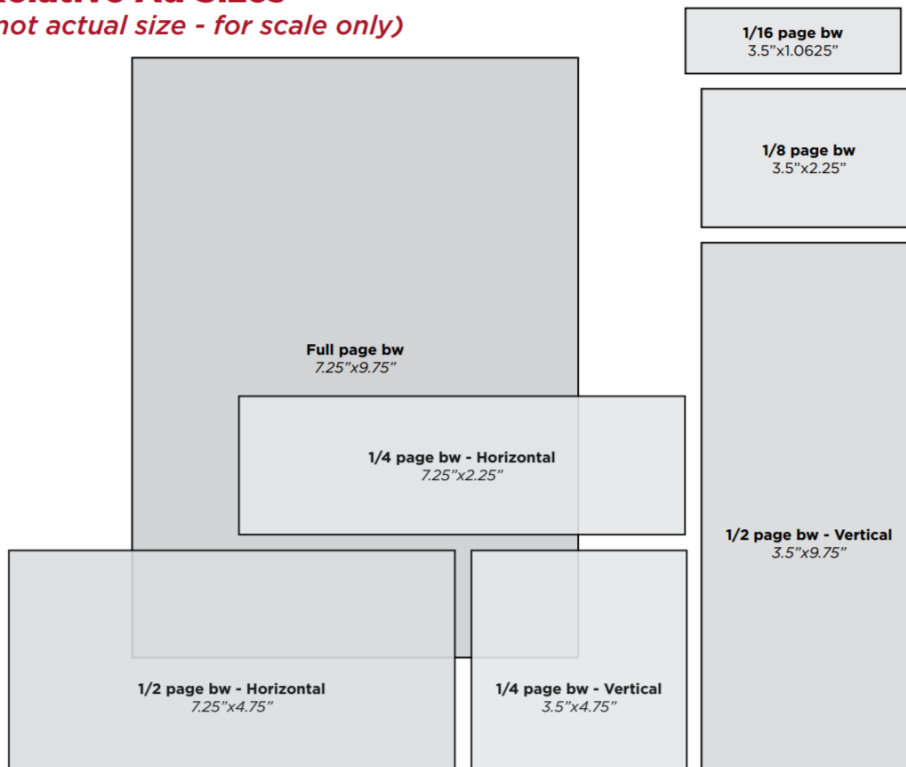 Relative Ad Sizes
not actual size - for scale only)
1/16 page bw
3.5”x1.0625”
1/8 page bw
3.5”x2.25”
Full page bw
7.25”x9.75”
1/4 page bw - Horizontal
7.25”x2.25”
1/2 page bw - Vertical
3.5”x9.75”
1/2 page bw - Horizontal
7.25”x4.75”
1/4 page bw - Vertical
3.5”x4.75”